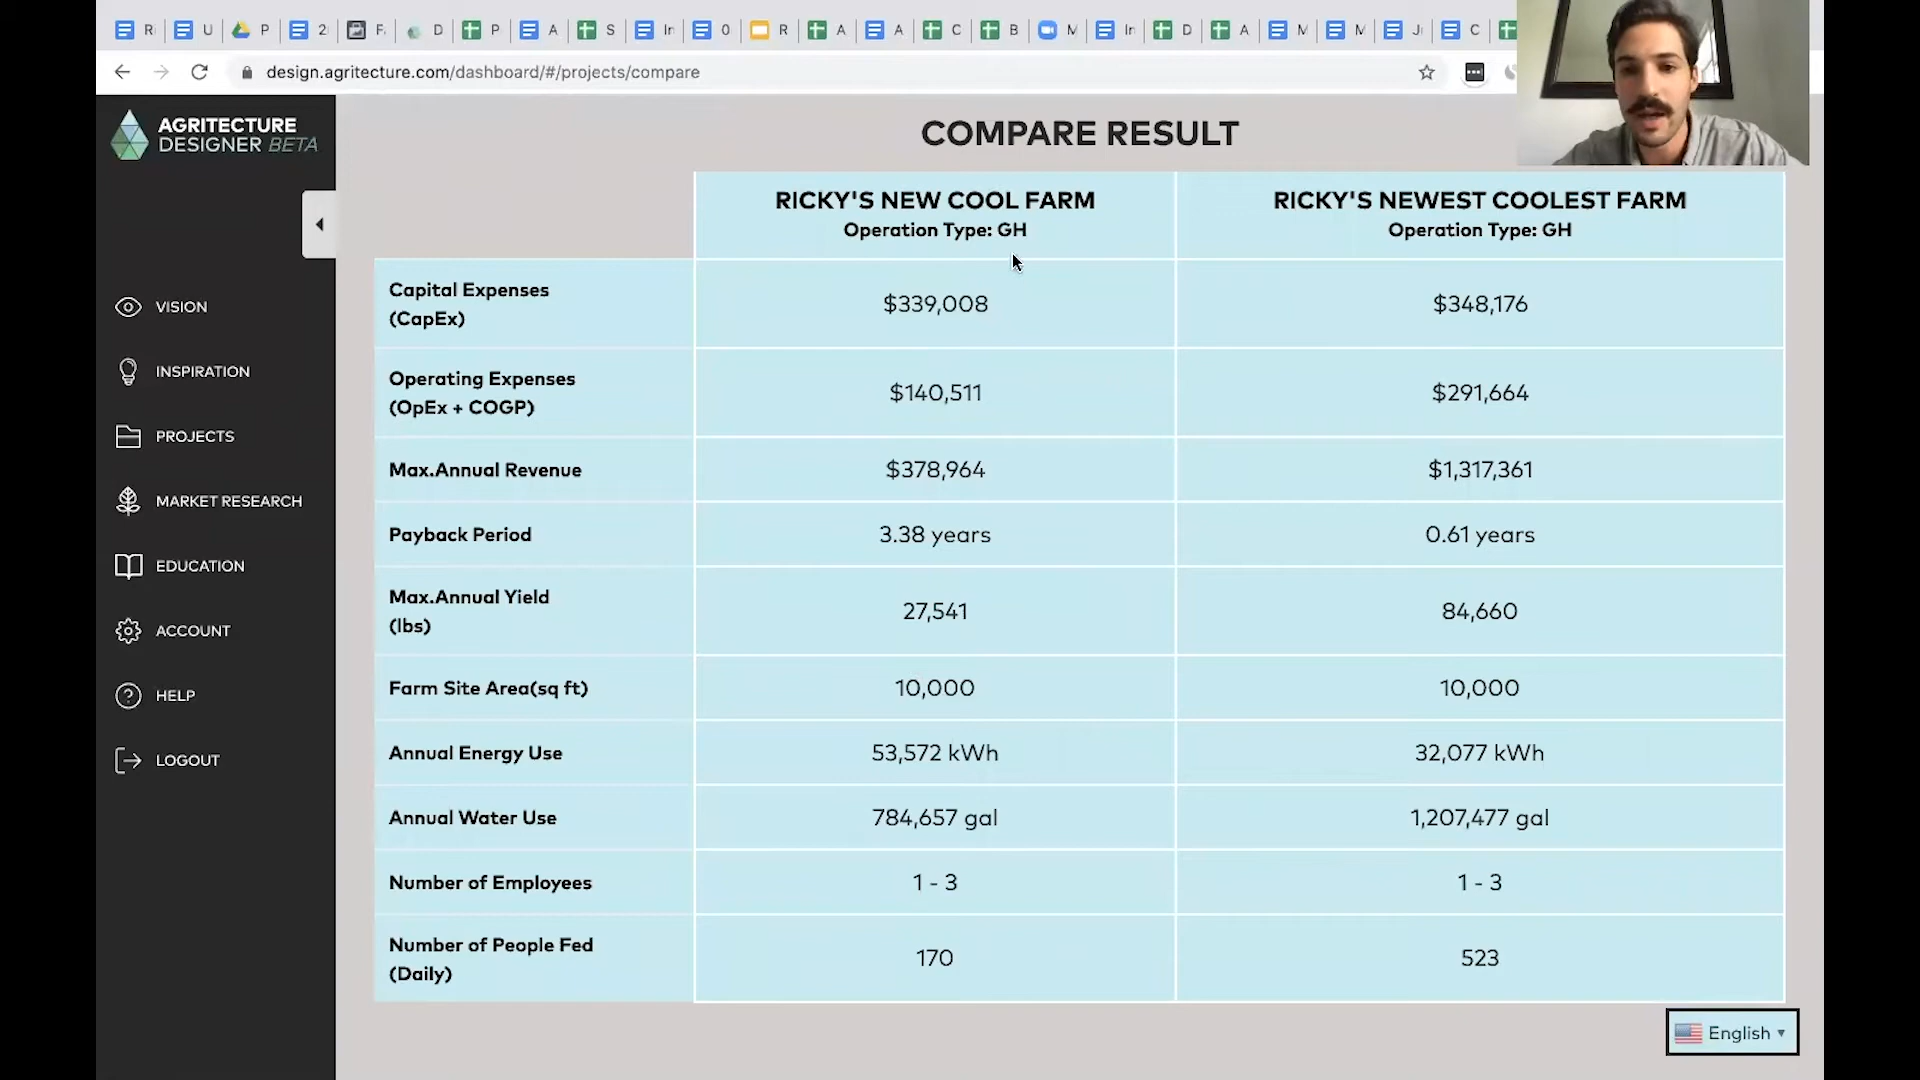 R U P 2 F D P A S In 0 R A A C B M In D A M M J C
design.agritecture.com/dashboard/#/projects/compare
AGRITECTURE
DESIGNER BETA
COMPARE RESULT
RICKY'S NEW COOL FARM RICKY'S NEWEST COOLEST FARM
Operation Type: GH Operation Type: GH
Capital Expenses
(CapEx) $339,008 $348,176
Operating Expenses
(OpEx + COGP) $140,511 $291,664
Max.Annual Revenue $378,964 $1,317,361
Payback Period 3.38 years 0.61 years
Max.Annual Yield
(lbs) 27,541 84,660
Farm Site Area(sq ft) 10,000 10,000
Annual Energy Use 53,572 kWh 32,077 kWh
Annual Water Use 784,657 gal 1,207,477 gal
Number of Employees 1 - 3 1 - 3
Number of People Fed
(Daily) 170 523
VISION
INSPIRATION
PROJECTS
MARKET RESEARCH
EDUCATION
ACCOUNT
HELP
LOGOUT
English